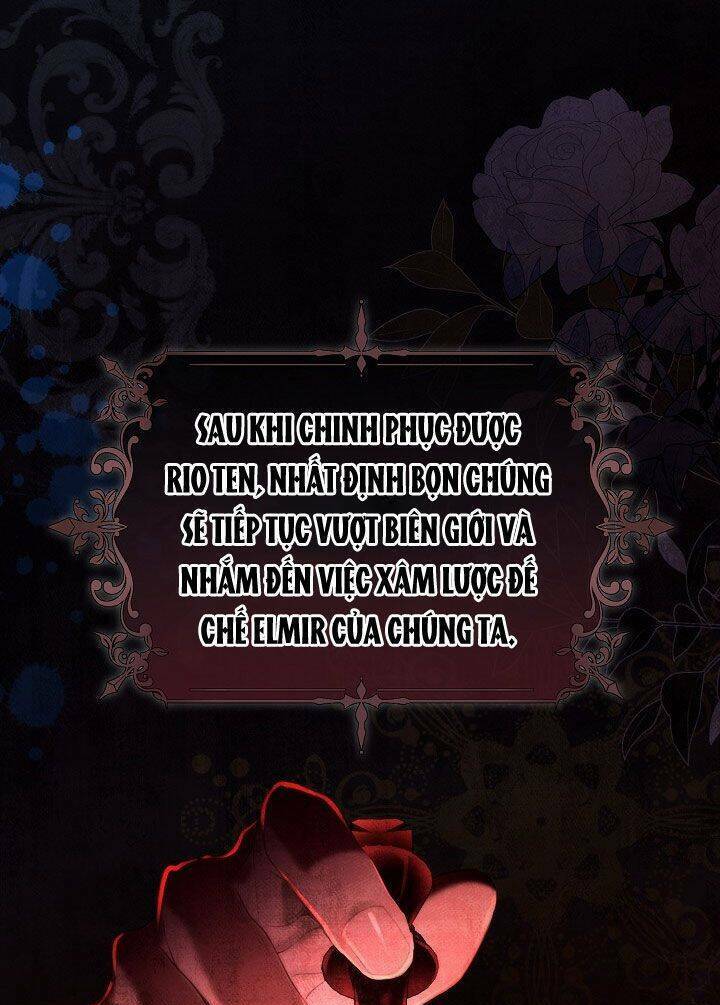 SAU KHI CHINH PHỤC ĐƯỢC
RIO TEN, NHẤT ĐỊNH BỌN CHÚNG
SẼ TIẾP TỤC VƯỢT BIÊN GIỚI VÀ
NHẮM ĐẾN VIỆC XÂM LƯỢC ĐẾ
CHẾ ELMIR CỦA CHÚNG TA.